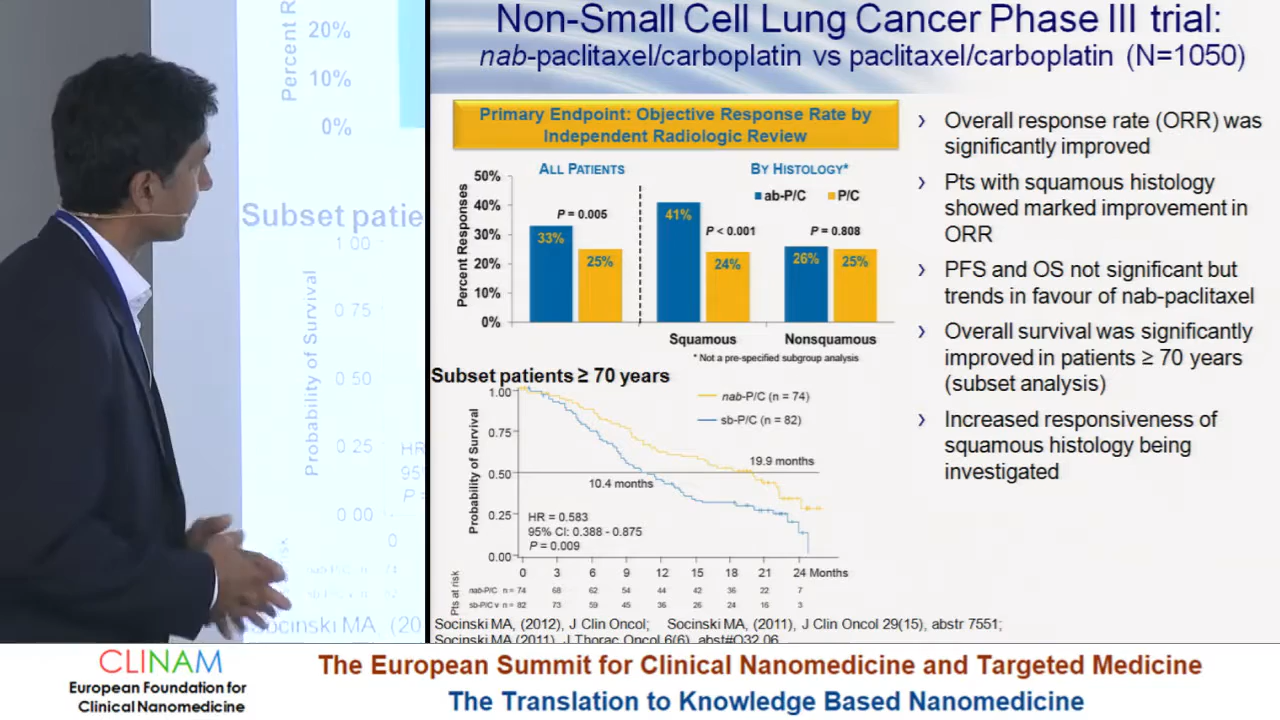 Percent R
20%
10%
0%
Subset patie
1 00
0 75
0 50
0 25
0 00
Probability of Survival
HR
95
P =
0
Socinski MA, (20
Non-Small Cell Lung Cancer Phase III trial:
nab-paclitaxel/carboplatin vs paclitaxel/carboplatin (N=1050)
Primary Endpoint: Objective Response Rate by
Independent Radiologic Review
ALL PATIENTS
BY HISTOLOGY*
ab-P/C
P/C
Percent Responses
50%
40%
30%
20%
10%
0%
P = 0.005
33%
25%
P < 0.001
41%
24%
P = 0.808
26%
25%
Squamous
Nonsquamous
* Not a pre-specified subgroup analysis
Subset patients ≥ 70 years
Probability of Survival
1.00
0.75
0.50
0.25
0.00
nab-P/C (n = 74)
sb-P/C (n = 82)
19.9 months
10.4 months
HR = 0.583
95% CI: 0.388 - 0.875
P = 0.009
0 3 6 9 12 15 18 21 24 Months
Pts at risk
nab-P/C n = 74 68 62 54 44 42 36 22 7
sb-P/C v n = 82 73 59 45 36 26 24 16 3
› Overall response rate (ORR) was
significantly improved
› Pts with squamous histology
showed marked improvement in
ORR
› PFS and OS not significant but
trends in favour of nab-paclitaxel
› Overall survival was significantly
improved in patients ≥ 70 years
(subset analysis)
› Increased responsiveness of
squamous histology being
investigated
Socinski MA, (2012), J Clin Oncol; Socinski MA, (2011), J Clin Oncol 29(15), abstr 7551;
Socinski MA (2011), J Thorac Oncol 6(6), abst#O32.06
CLINAM
European Foundation for
Clinical Nanomedicine
The European Summit for Clinical Nanomedicine and Targeted Medicine
The Translation to Knowledge Based Nanomedicine